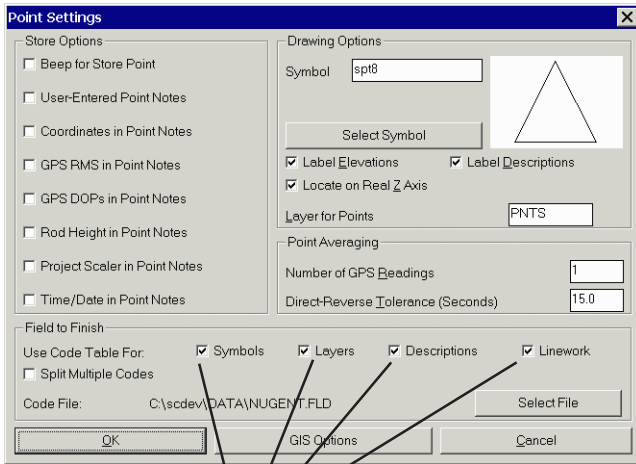 Point Settings
Store Options
Beep for Store Point
User-Entered Point Notes
Coordinates in Point Notes
GPS RMS in Point Notes
GPS DOPs in Point Notes
Rod Height in Point Notes
Project Scaler in Point Notes
Time/Date in Point Notes
Drawing Options
Symbol spt8
Select Symbol
Label Elevations Label Descriptions
Locate on Real Z Axis
Layer for Points PNTS
Point Averaging
Number of GPS Readings 1
Direct-Reverse Tolerance (Seconds) 15.0
Field to Finish
Use Code Table For: Symbols Layers Descriptions Linework
Split Multiple Codes
Code File: C:\scdev\DATA\NUGENT.FLD Select File
OK GIS Options Cancel